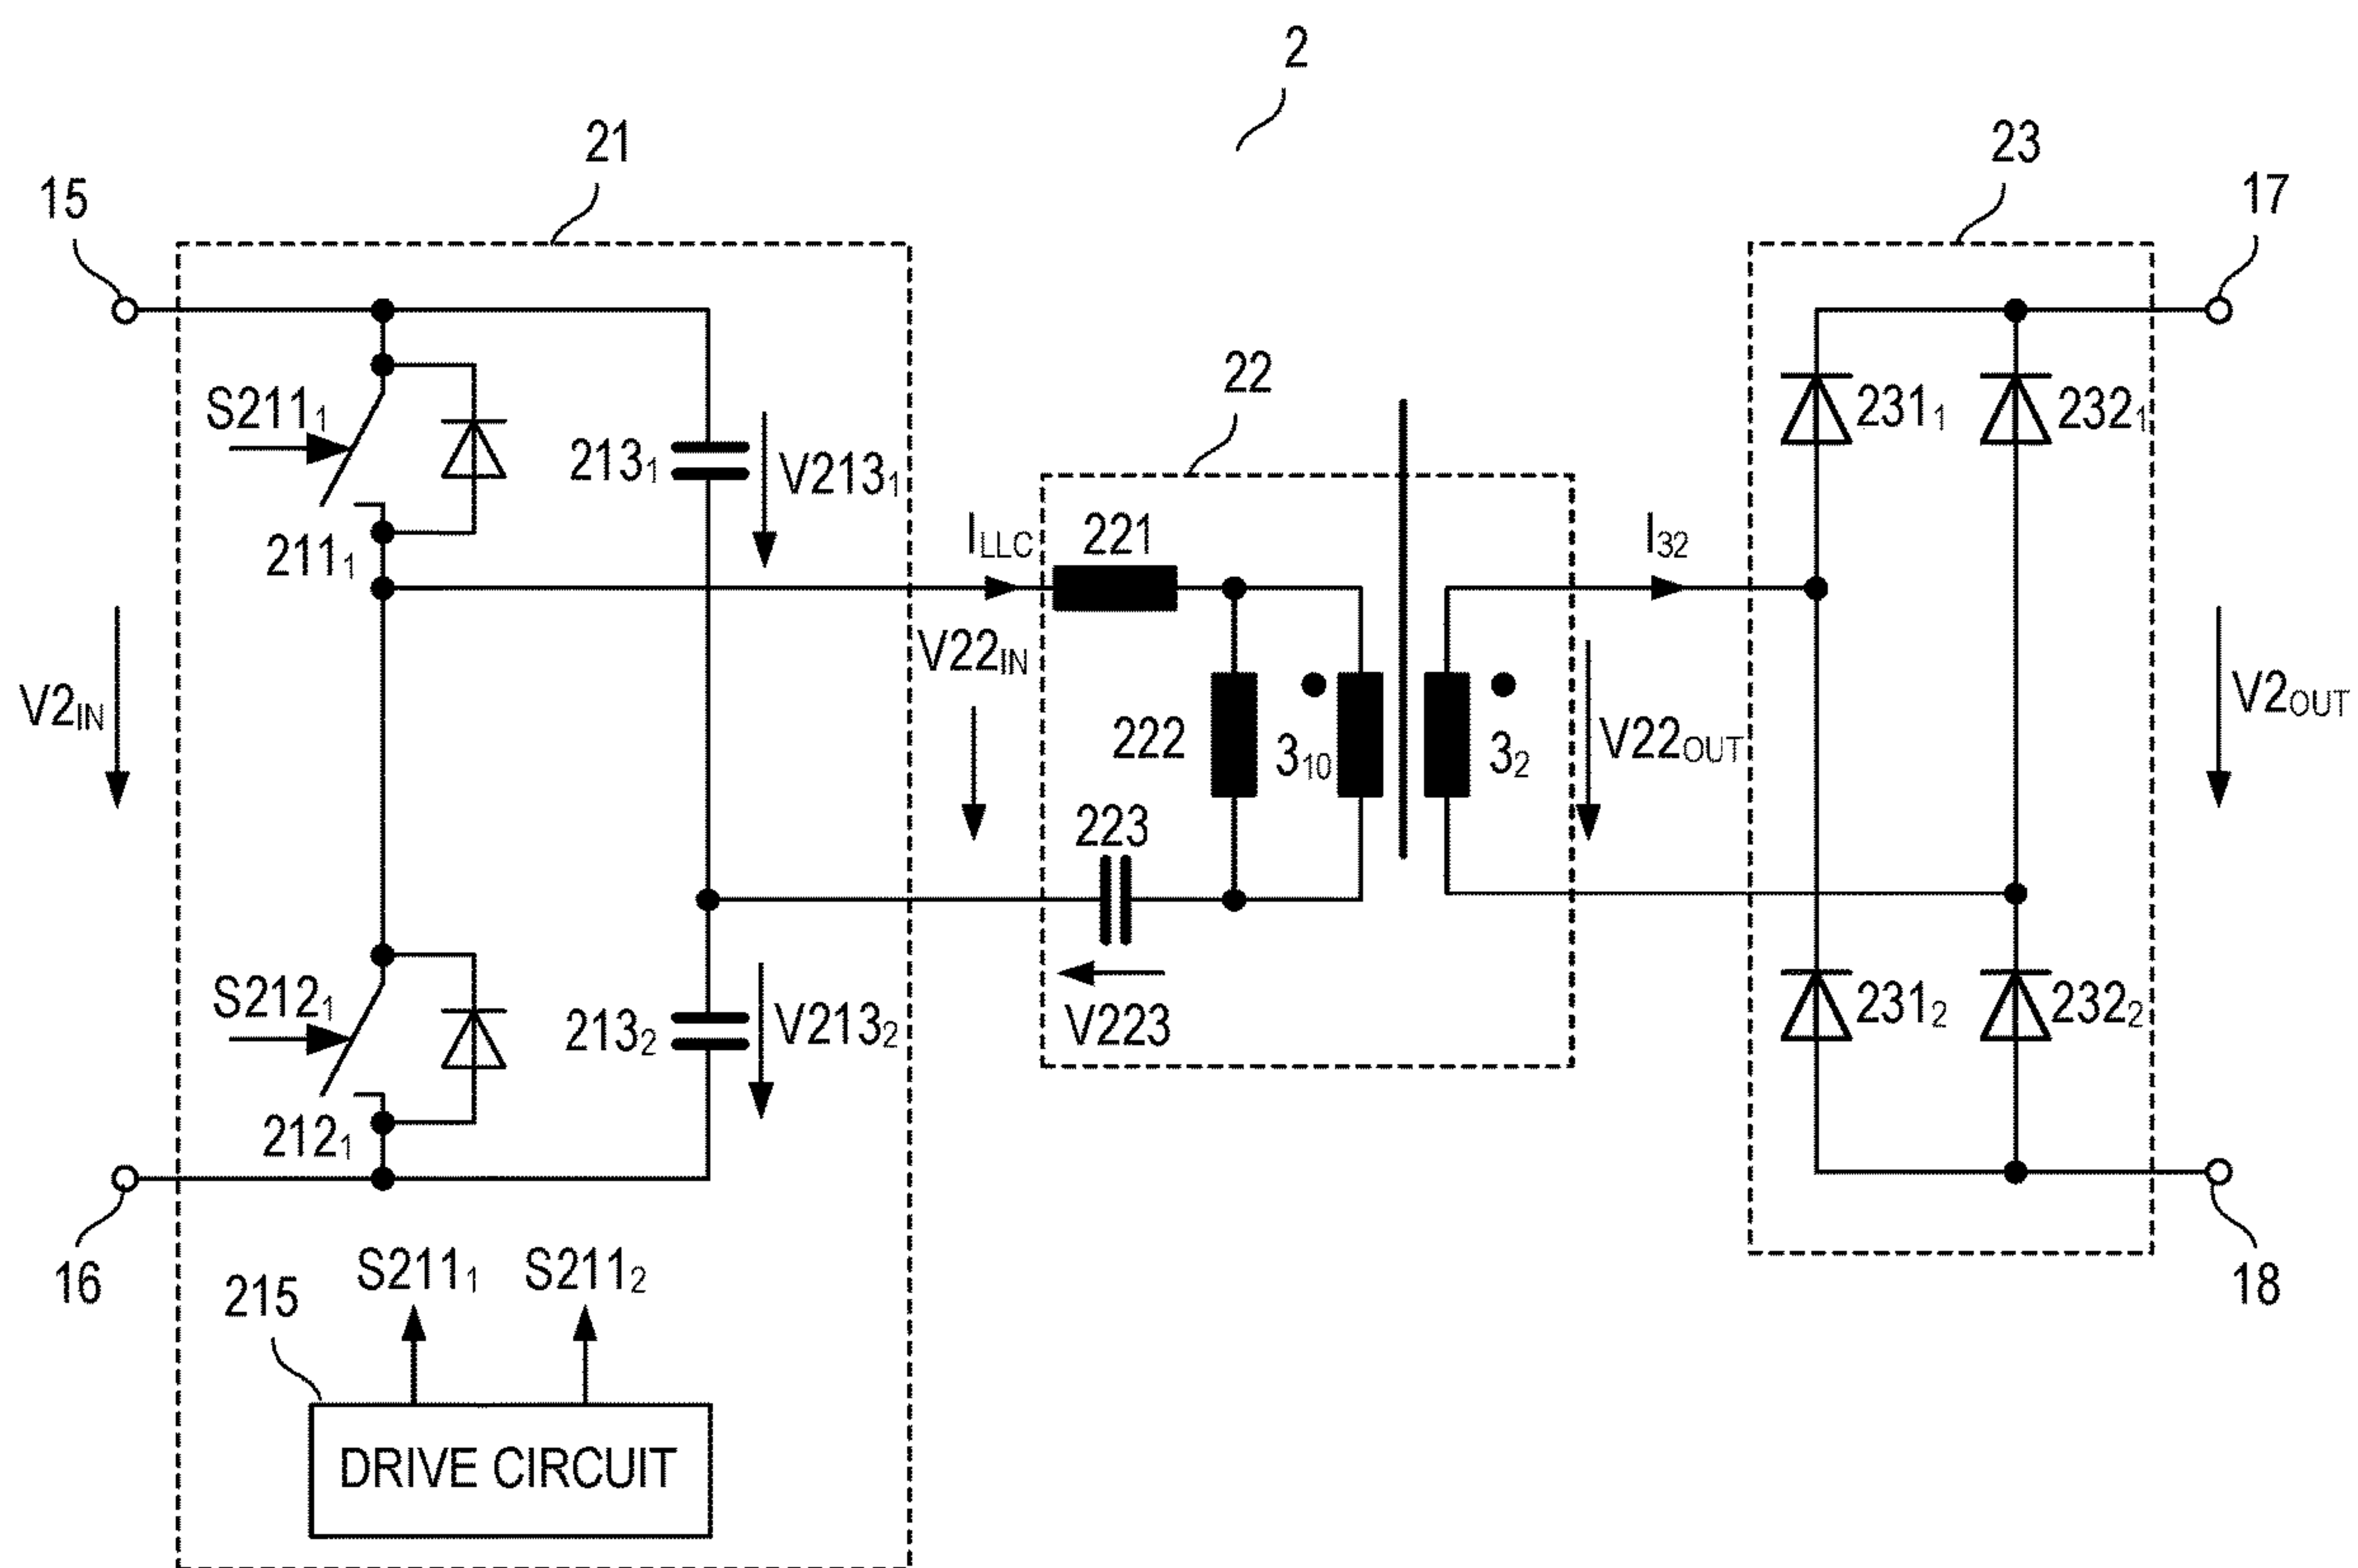 2
21
23
15
17
S211₁
213₁
V213₁
22
231₁
232₁
211₁
I_LLC
221
I₃₂
V2_IN
V22_IN
222
3₁₀
3₂
V22_OUT
V2_OUT
223
S212₁
213₂
V213₂
V223
231₂
232₂
212₁
16
18
215
S211₁
S211₂
DRIVE CIRCUIT